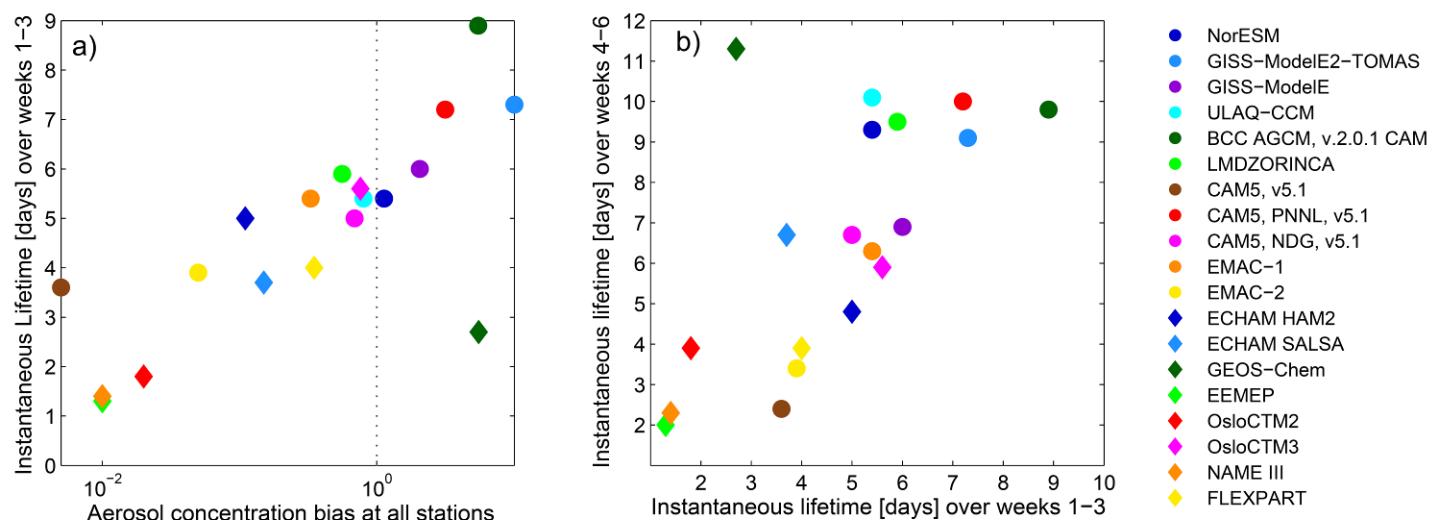 a)
Instantaneous Lifetime [days] over weeks 1−3
9
8
7
6
5
4
3
2
1
0
10−2
100
Aerosol concentration bias at all stations
b)
Instantaneous lifetime [days] over weeks 4−6
12
11
10
9
8
7
6
5
4
3
2
2 3 4 5 6 7 8 9 10
Instantaneous lifetime [days] over weeks 1−3
NorESM
GISS−ModelE2−TOMAS
GISS−ModelE
ULAQ−CCM
BCC AGCM, v.2.0.1 CAM
LMDZORINCA
CAM5, v5.1
CAM5, PNNL, v5.1
CAM5, NDG, v5.1
EMAC−1
EMAC−2
ECHAM HAM2
ECHAM SALSA
GEOS−Chem
EEMEP
OsloCTM2
OsloCTM3
NAME III
FLEXPART